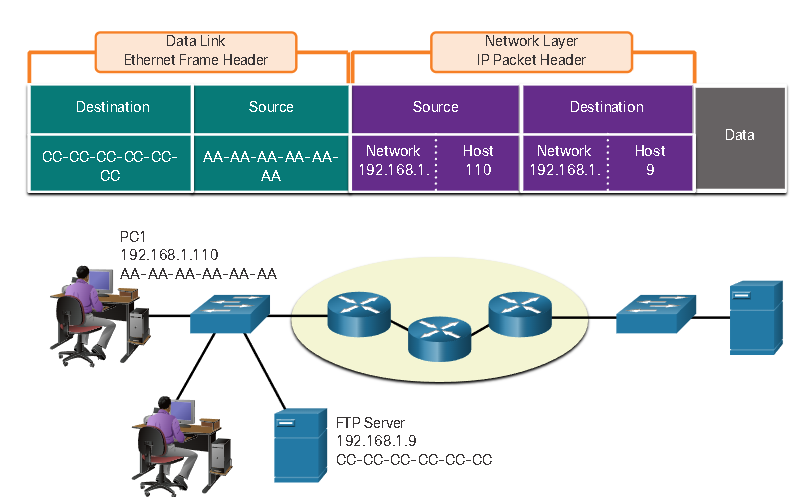 Data Link
Ethernet Frame Header
Network Layer
IP Packet Header
Destination
Source
Source
Destination
Data
CC-CC-CC-CC-CC-
CC
AA-AA-AA-AA-AA-
AA
Network
192.168.1.
Host
110
Network
192.168.1.
Host
9
PC1
192.168.1.110
AA-AA-AA-AA-AA-AA
FTP Server
192.168.1.9
CC-CC-CC-CC-CC-CC